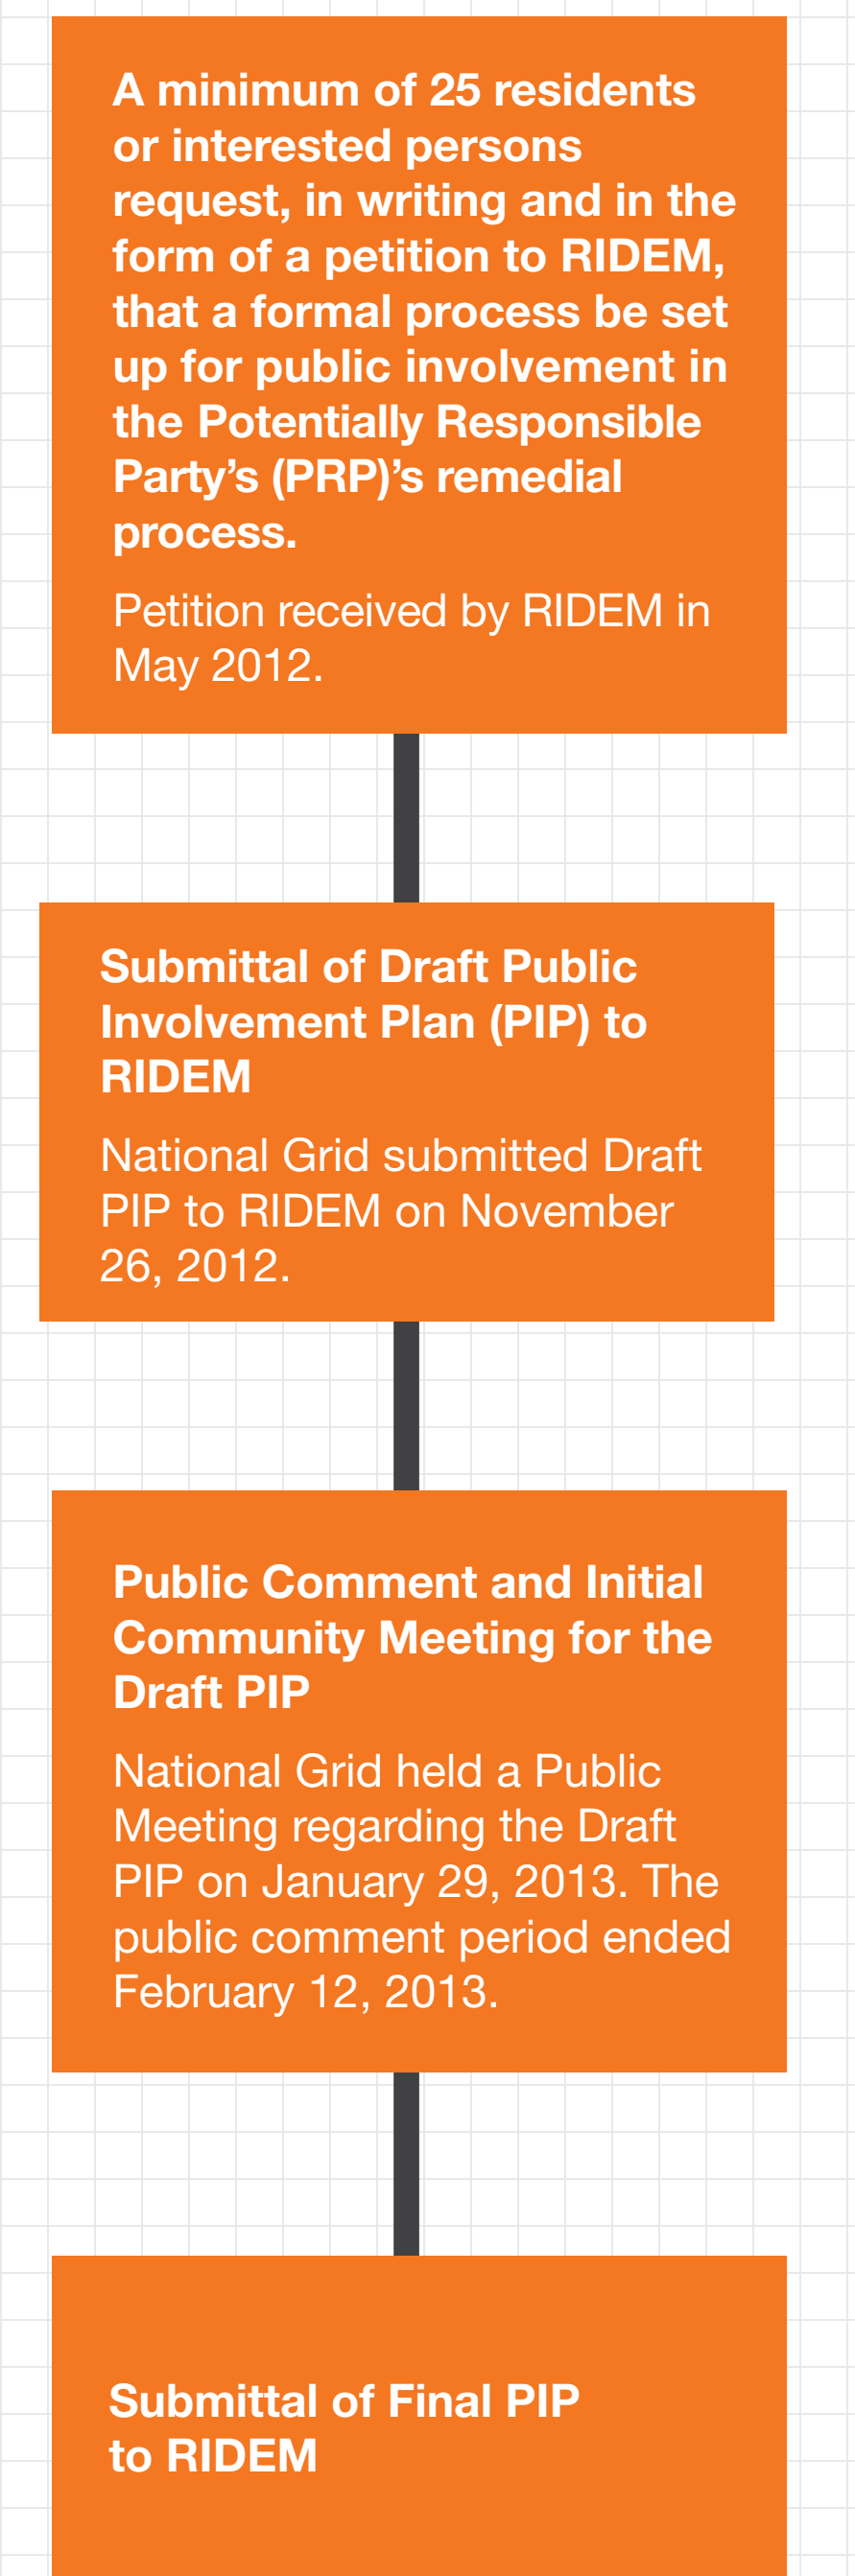 A minimum of 25 residents
or interested persons
request, in writing and in the
form of a petition to RIDEM,
that a formal process be set
up for public involvement in
the Potentially Responsible
Party’s (PRP)’s remedial
process.
Petition received by RIDEM in
May 2012.
Submittal of Draft Public
Involvement Plan (PIP) to
RIDEM
National Grid submitted Draft
PIP to RIDEM on November
26, 2012.
Public Comment and Initial
Community Meeting for the
Draft PIP
National Grid held a Public
Meeting regarding the Draft
PIP on January 29, 2013. The
public comment period ended
February 12, 2013.
Submittal of Final PIP
to RIDEM